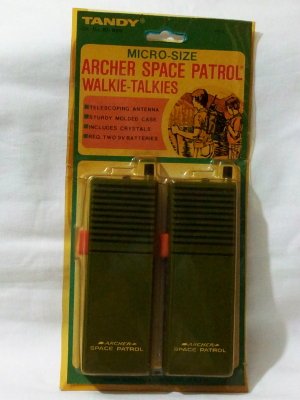 TANDY
MICRO-SIZE
ARCHER SPACE PATROL
WALKIE-TALKIES
TELESCOPING ANTENNA
STURDY MOLDED CASE
INCLUDES CRYSTALS
REQ. TWO 9V BATTERIES
ARCHER
SPACE PATROL
ARCHER
SPACE PATROL